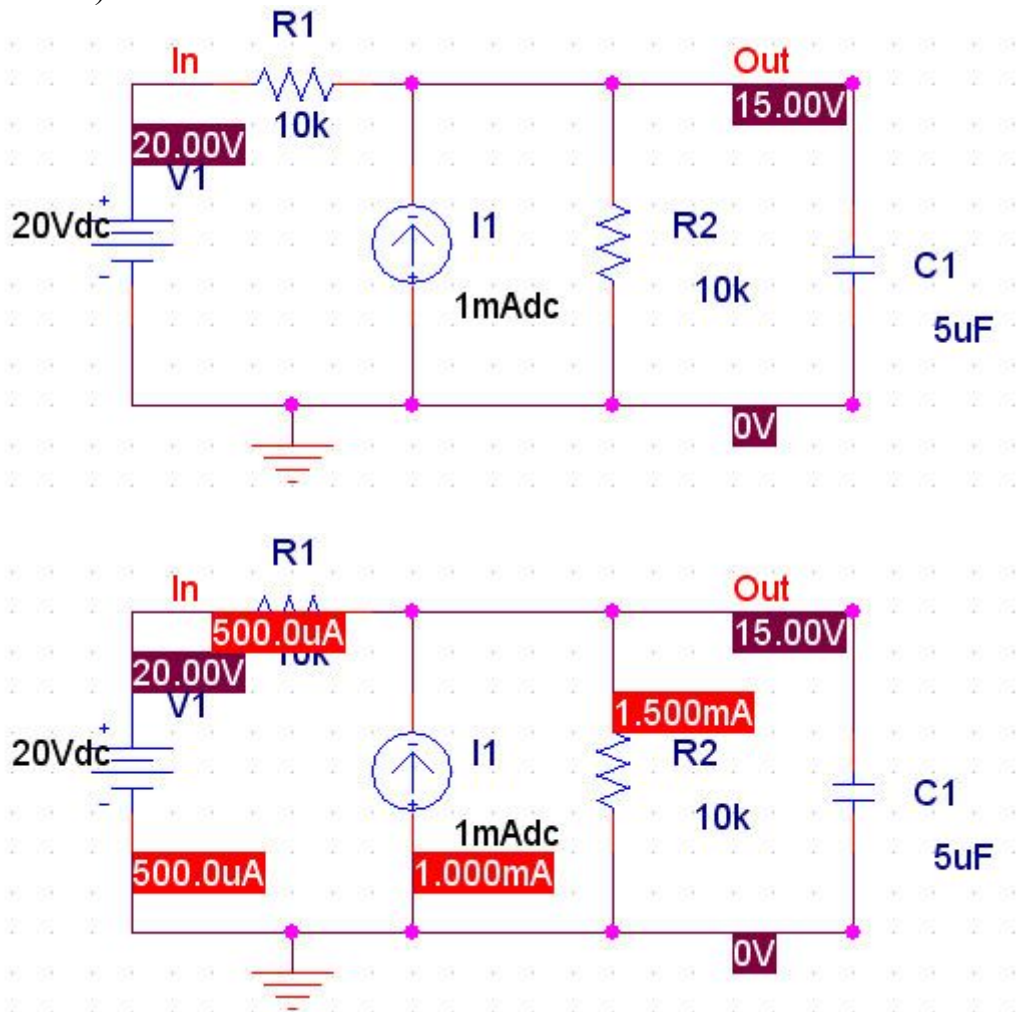 R1
In
Out
10k
15.00V
20.00V
V1
+
20Vdc
-
-
+
I1
1mAdc
R2
10k
C1
5uF
0V
R1
In
Out
500.0uA
10k
15.00V
20.00V
V1
1.500mA
+
20Vdc
-
-
+
I1
1mAdc
R2
10k
C1
5uF
500.0uA
1.000mA
0V